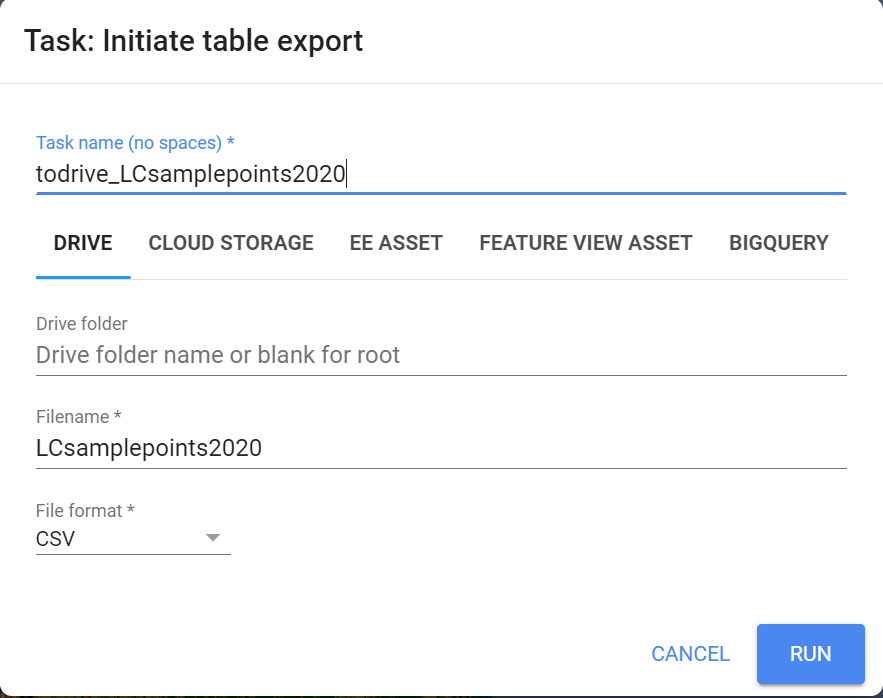 Task: Initiate table export
Task name (no spaces) *
todrive_LCsamplepoints2020
DRIVE CLOUD STORAGE EE ASSET FEATURE VIEW ASSET BIGQUERY
Drive folder
Drive folder name or blank for root
Filename *
LCsamplepoints2020
File format *
CSV
CANCEL RUN